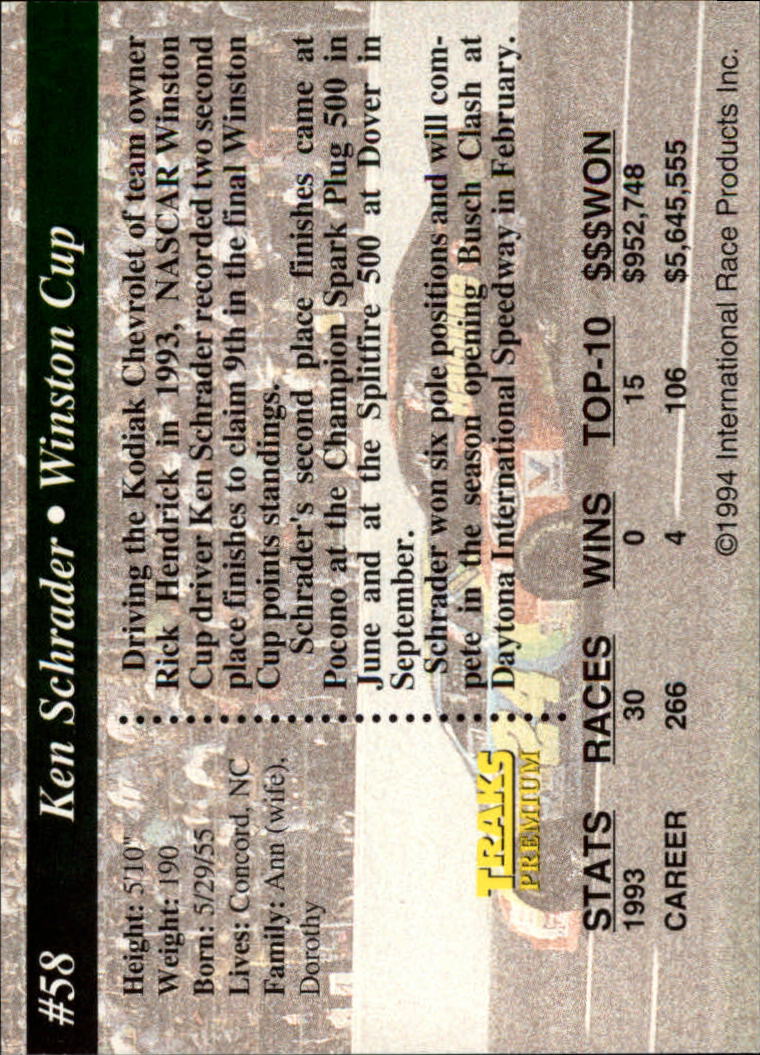 #58 Ken Schrader • Winston Cup
Height: 5'10"
Weight: 190
Born: 5/29/55
Lives: Concord, NC
Family: Ann (wife),
Dorothy
Driving the Kodiak Chevrolet of team owner
Rick Hendrick in 1993, NASCAR Winston
Cup driver Ken Schrader recorded two second
place finishes to claim 9th in the final Winston
Cup points standings.
Schrader's second place finishes came at
Pocono at the Champion Spark Plug 500 in
June and at the Splitfire 500 at Dover in
September.
Schrader won six pole positions and will com-
pete in the season opening Busch Clash at
Daytona International Speedway in February.
TRAKS
PREMIUM
24
STATS RACES WINS TOP-10 $$$WON
1993 30 0 15 $952,748
CAREER 266 4 106 $5,645,555
©1994 International Race Products Inc.